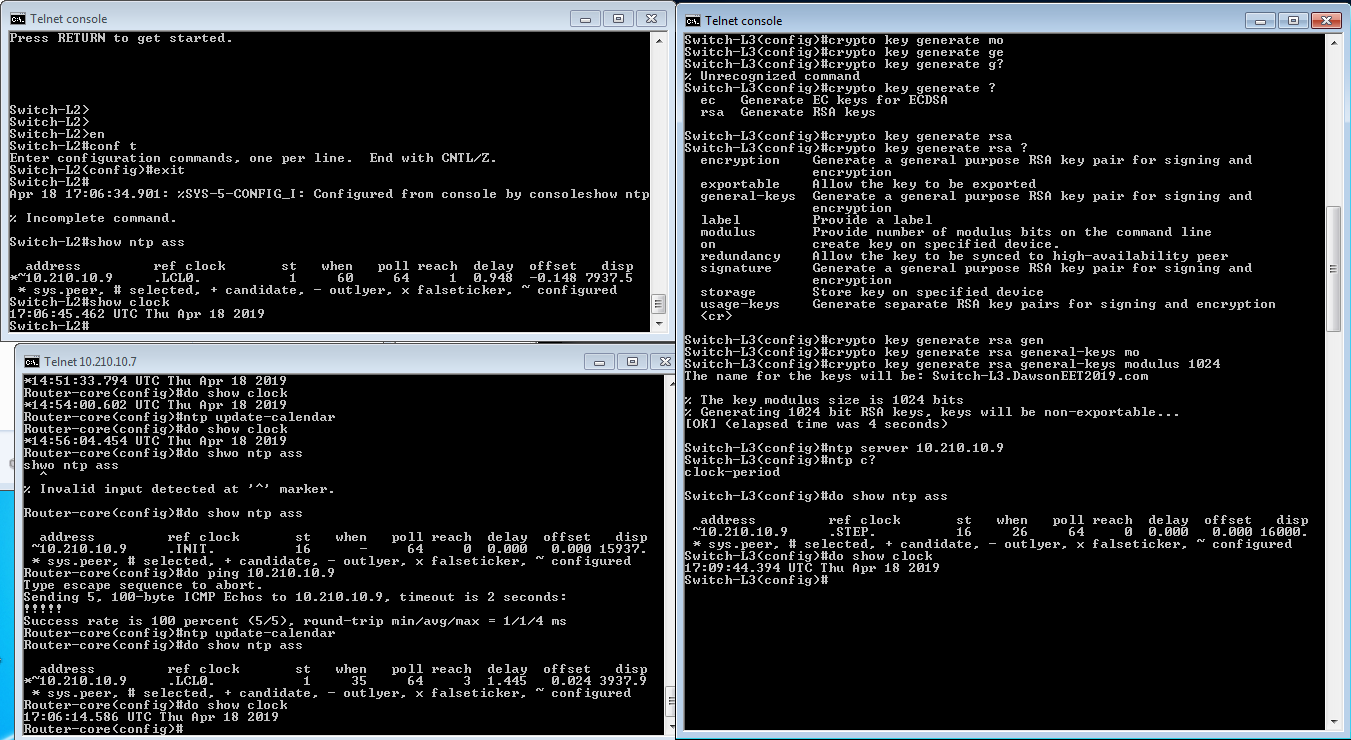 Telnet console
Press RETURN to get started.
Switch-L2>
Switch-L2>
Switch-L2>en
Switch-L2#conf t
Enter configuration commands, one per line.  End with CNTL/Z.
Switch-L2(config)#exit
Switch-L2#
Apr 18 17:06:34.901: %SYS-5-CONFIG_I: Configured from console by consoleshow ntp
% Incomplete command.
Switch-L2#show ntp ass
address         ref clock       st   when   poll reach  delay  offset   disp
*~10.210.10.9     .LCL0.           1     60     64     1  0.948  -0.148 7937.5
* sys.peer, # selected, + candidate, - outlyer, x falseticker, ~ configured
Switch-L2#show clock
17:06:45.462 UTC Thu Apr 18 2019
Switch-L2#
Telnet 10.210.10.7
*14:51:33.794 UTC Thu Apr 18 2019
Router-core(config)#do show clock
*14:54:00.602 UTC Thu Apr 18 2019
Router-core(config)#ntp update-calendar
Router-core(config)#do show clock
*14:56:04.454 UTC Thu Apr 18 2019
Router-core(config)#do shwo ntp ass
shwo ntp ass
^
% Invalid input detected at '^' marker.
Router-core(config)#do show ntp ass
address         ref clock       st   when   poll reach  delay  offset   disp
~10.210.10.9     .INIT.          16      -     64     0  0.000   0.000 15937.
* sys.peer, # selected, + candidate, - outlyer, x falseticker, ~ configured
Router-core(config)#do ping 10.210.10.9
Type escape sequence to abort.
Sending 5, 100-byte ICMP Echos to 10.210.10.9, timeout is 2 seconds:
!!!!!
Success rate is 100 percent (5/5), round-trip min/avg/max = 1/1/4 ms
Router-core(config)#ntp update-calendar
Router-core(config)#do show ntp ass
address         ref clock       st   when   poll reach  delay  offset   disp
*~10.210.10.9     .LCL0.           1     35     64     3  1.445   0.024 3937.9
* sys.peer, # selected, + candidate, - outlyer, x falseticker, ~ configured
Router-core(config)#do show clock
17:06:14.586 UTC Thu Apr 18 2019
Router-core(config)#
Telnet console
Switch-L3(config)#crypto key generate mo
Switch-L3(config)#crypto key generate ge
Switch-L3(config)#crypto key generate g?
% Unrecognized command
Switch-L3(config)#crypto key generate ?
ec   Generate EC keys for ECDSA
rsa  Generate RSA keys
Switch-L3(config)#crypto key generate rsa
Switch-L3(config)#crypto key generate rsa ?
encryption    Generate a general purpose RSA key pair for signing and
encryption
exportable    Allow the key to be exported
general-keys  Generate a general purpose RSA key pair for signing and
encryption
label         Provide a label
modulus       Provide number of modulus bits on the command line
on            create key on specified device.
redundancy    Allow the key to be synced to high-availability peer
signature     Generate a general purpose RSA key pair for signing and
encryption
storage       Store key on specified device
usage-keys    Generate separate RSA key pairs for signing and encryption
<cr>
Switch-L3(config)#crypto key generate rsa gen
Switch-L3(config)#crypto key generate rsa general-keys mo
Switch-L3(config)#crypto key generate rsa general-keys modulus 1024
The name for the keys will be: Switch-L3.DawsonEET2019.com
% The key modulus size is 1024 bits
% Generating 1024 bit RSA keys, keys will be non-exportable...
[OK] (elapsed time was 4 seconds)
Switch-L3(config)#ntp server 10.210.10.9
Switch-L3(config)#ntp c?
clock-period
Switch-L3(config)#do show ntp ass
address         ref clock       st   when   poll reach  delay  offset   disp
~10.210.10.9     .STEP.          16     26     64     0  0.000   0.000 16000.
* sys.peer, # selected, + candidate, - outlyer, x falseticker, ~ configured
Switch-L3(config)#do show clock
17:09:44.394 UTC Thu Apr 18 2019
Switch-L3(config)#